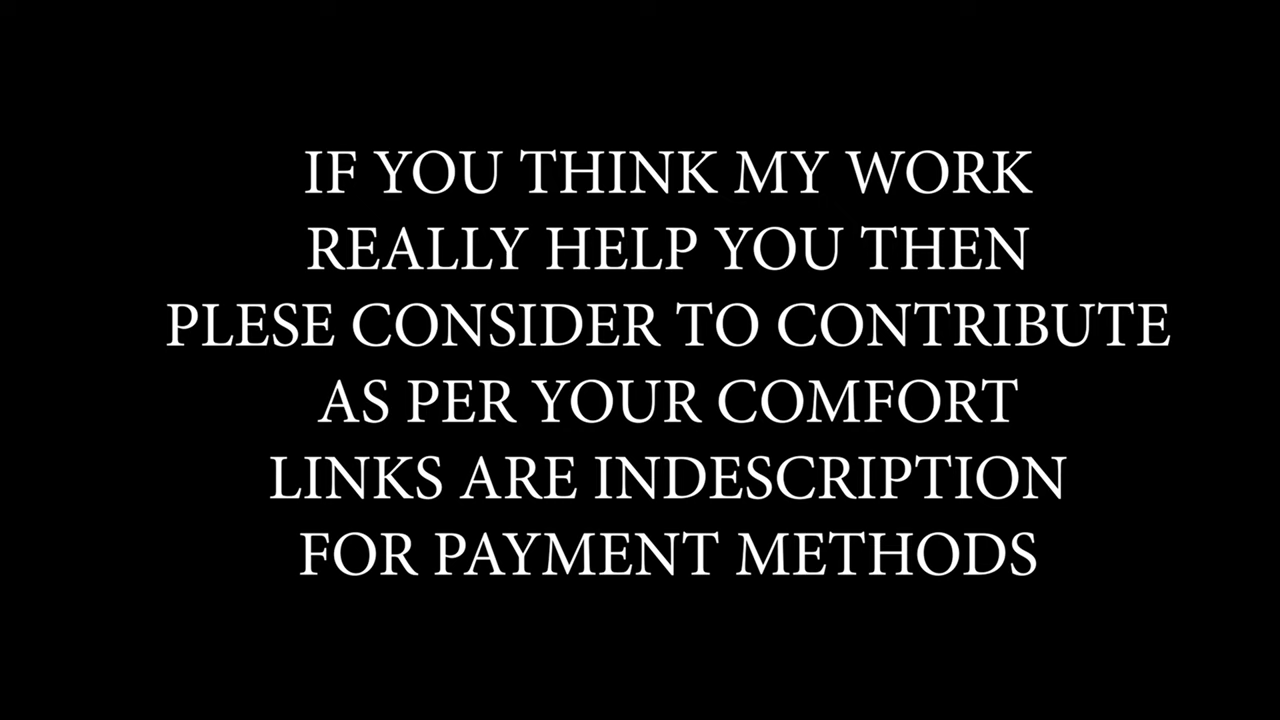 IF YOU THINK MY WORK
REALLY HELP YOU THEN
PLESE CONSIDER TO CONTRIBUTE
AS PER YOUR COMFORT
LINKS ARE INDESCRIPTION
FOR PAYMENT METHODS